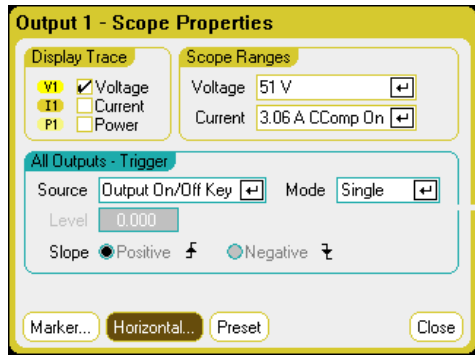 Output 1 - Scope Properties
Display Trace
V1 Voltage
I1 Current
P1 Power
Scope Ranges
Voltage 51 V
Current 3.06 A CComp On
All Outputs - Trigger
Source Output On/Off Key Mode Single
Level 0.000
Slope Positive Negative
Marker... Horizontal... Preset Close